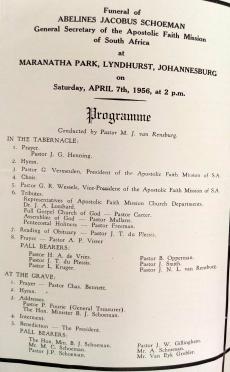 Funeral of
ABELINES JACOBUS SCHOEMAN
General Secretary of the Apostolic Faith Mission
of South Africa
at
MARANATHA PARK, LYNDHURST, JOHANNESBURG
on
Saturday, APRIL 7th, 1956, at 2 p.m.
Programme
Conducted by Pastor M. J. van Rensburg.
IN THE TABERNACLE:
1. Prayer.
Pastor J. G. Henning.
2. Hymn.
3. Pastor G. Vermeulen, President of the Apostolic Faith Mission of S.A.
4. Choir.
5. Pastor G. R. Wessels, Vice-President of the Apostolic Faith Mission of S.A.
6. Tributes.
Representatives of Apostolic Faith Mission Church Departments.
Dr. J. A. Lombard.
Full Gospel Church of God — Pastor Carter.
Assemblies of God — Pastor Mullan.
Pentecostal Holiness — Pastor Freeman.
7. Reading of Obituary — Pastor J. T. du Plessis.
8. Prayer — Pastor A. P. Visser
PALL BEARERS:
Pastor H. A. de Vries. Pastor B. Opperman.
Pastor J. T. du Plessis. Pastor J. Smith.
Pastor L. Kruger. Pastor J. N. L. van Rensburg.
AT THE GRAVE:
1. Prayer — Pastor Chas. Bennett.
2. Hymn.
3. Addresses.
Pastor P. Fourie (General Treasurer).
The Hon. Minister B. J. Schoeman.
4. Interment.
5. Benediction — The President.
PALL BEARERS:
The Hon. Min. B. J. Schoeman. Pastor J. W. Gillingham.
Mr. M. C. Schoeman. Mr. A. Schoeman.
Pastor J.P. Schoeman. Mr. Van Eyk Grobler.